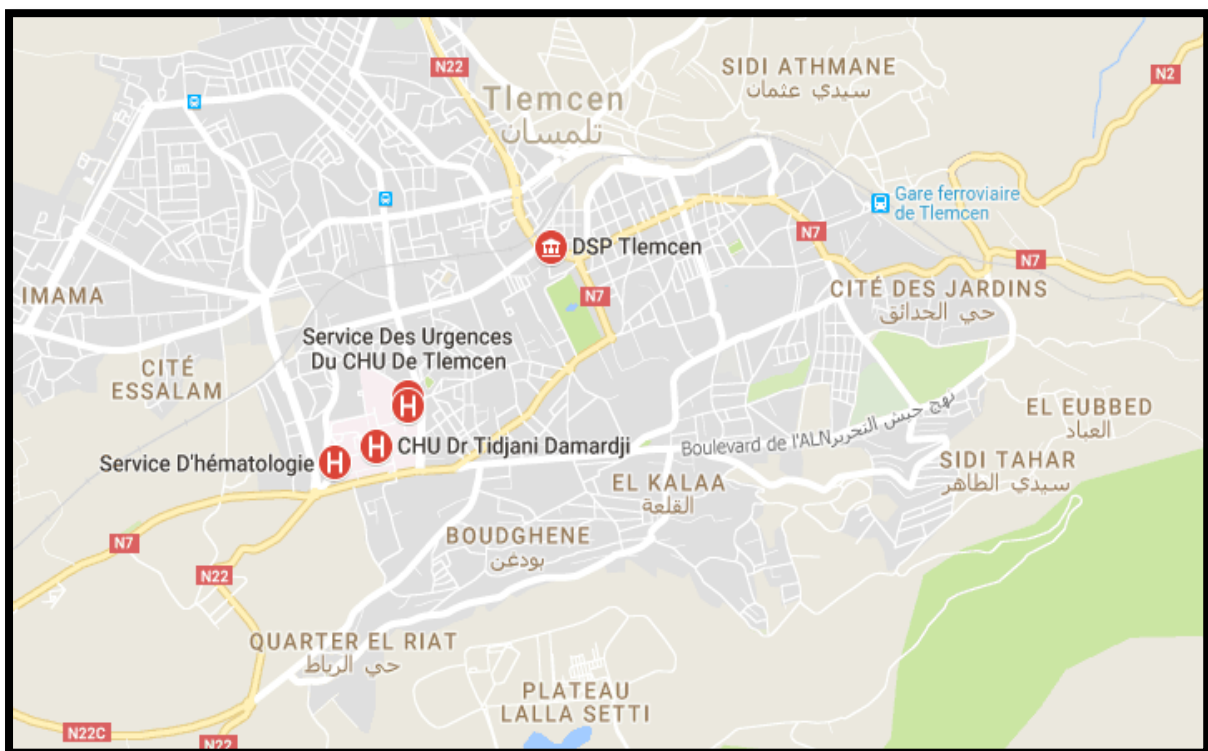 N22
SIDI ATHMANE
سيدي عثمان
N2
Tlemcen
تلمسان
Gare ferroviaire
de Tlemcen
N7
DSP Tlemcen
N7
IMAMA
N7
CITÉ DES JARDINS
حي الحدائق
Service Des Urgences
Du CHU De Tlemcen
CITÉ
ESSALAM
H
EL EUBBED
العباد
Boulevard de l'ALN نهج جيش التحرير
H
CHU Dr Tidjani Damardji
Service D'hématologie
H
SIDI TAHAR
سيدي الطاهر
EL KALAA
القلعة
BOUDGHENE
بودغن
N7
N22
QUARTER EL RIAT
حي الرياط
PLATEAU
LALLA SETTI
N22C
N22